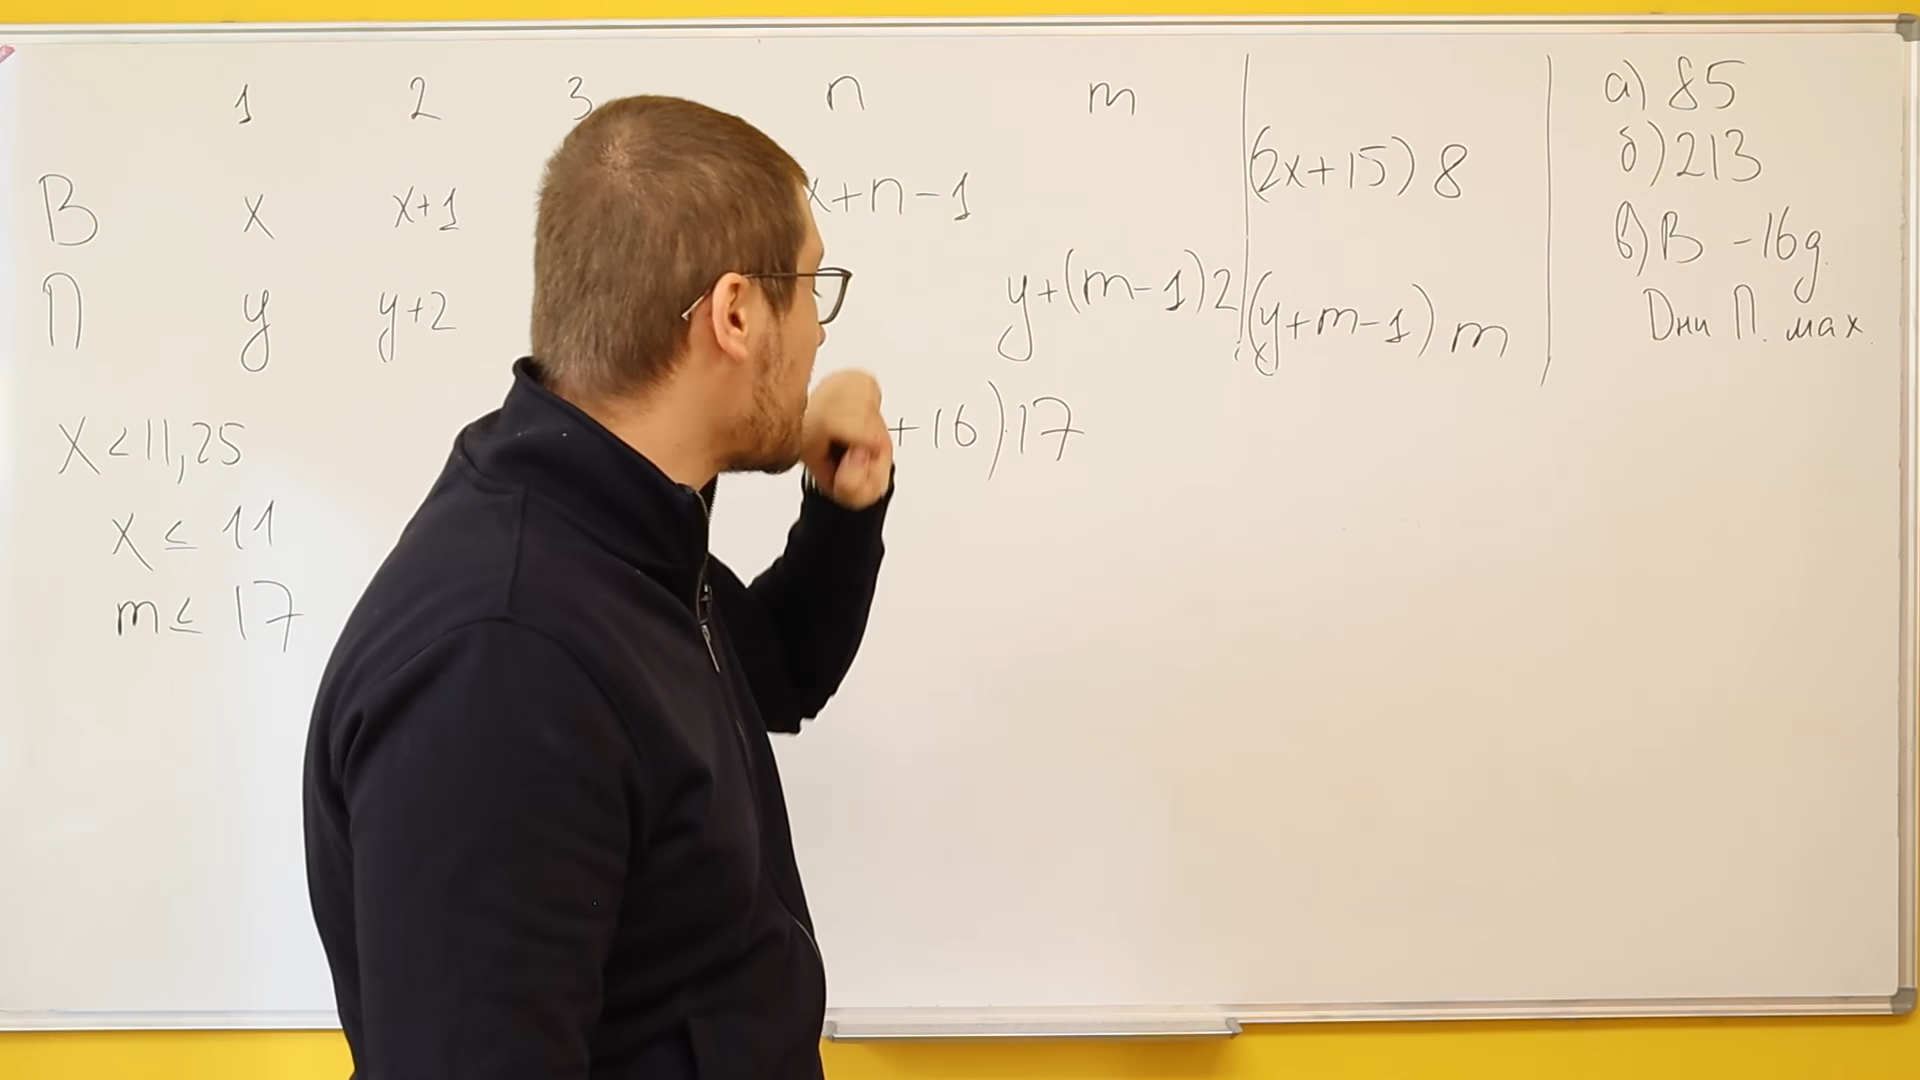 1 2 3 n m
В x x+1 x+n-1
П y y+2 y+(m-1)2
x<11,25
x ≤ 11
m ≤ 17
+16)17
(2x+15)8
(y+m-1)m
а) 85
б) 213
в) В -16д.
Дни П. max.